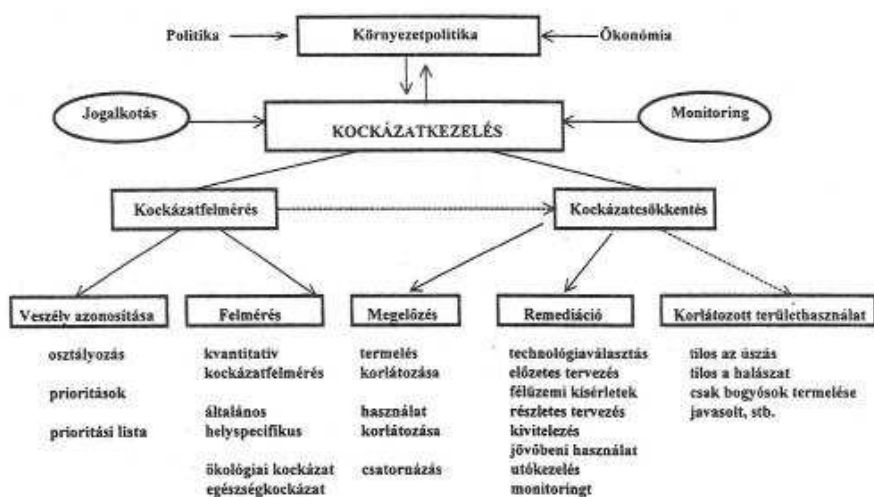 Politika
Környezetpolitika
Ökonómia
Jogalkotás
KOCKÁZATKEZELÉS
Monitoring
Kockázatfelmérés
Kockázatcsökkentés
Veszélv azonosítása
Felmérés
Megelőzés
Remediáció
Korlátozott területhasználat
osztályozás
prioritások
prioritási lista
kvantitatív
kockázatfelmérés
általános
helyspecifikus
ökológiai kockázat
egészségkockázat
termelés
korlátozása
használat
korlátozása
csatornázás
technológiaválasztás
előzetes tervezés
félüzemi kísérletek
részletes tervezés
kivitelezés
jövőbeni használat
utókezelés
monitoringt
tilos az úszás
tilos a halászat
csak bogyósok termelése
javasolt, stb.